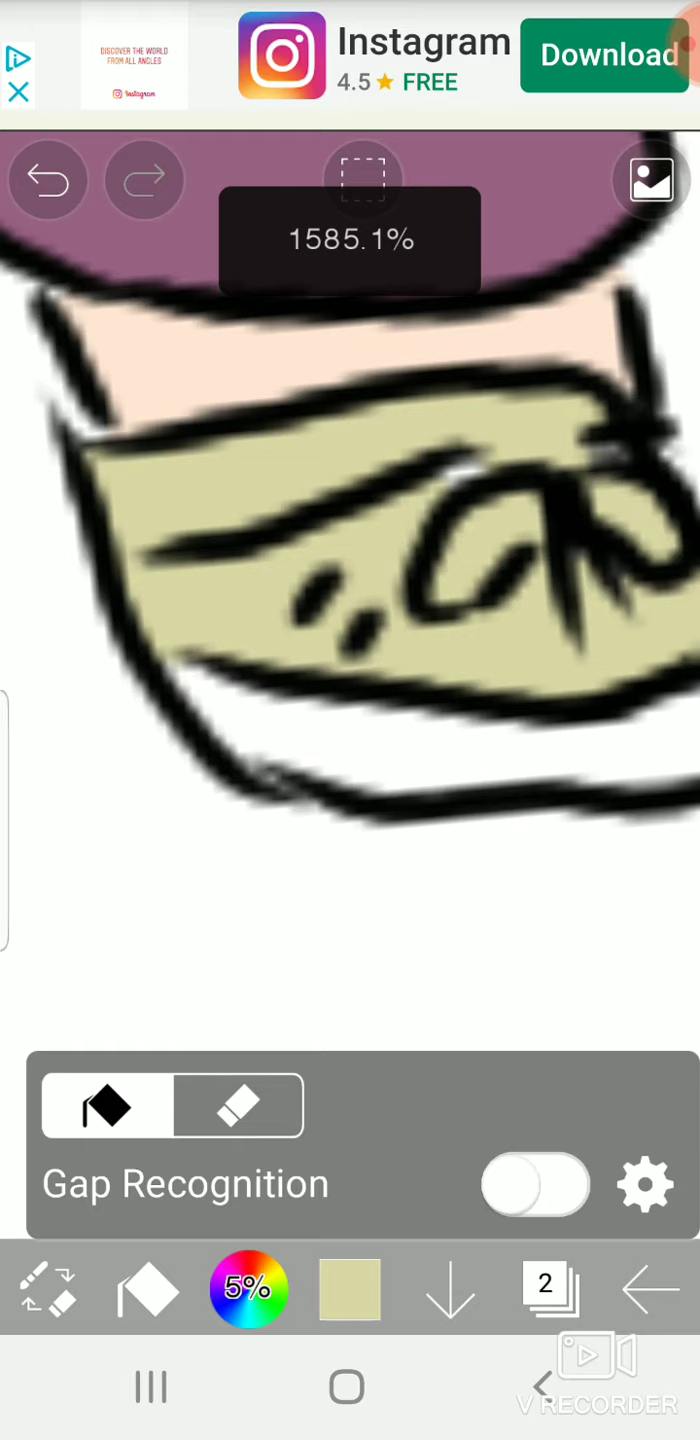 DISCOVER THE WORLD
FROM ALL ANGLES
Instagram
Instagram
4.5 ★ FREE
Download
1585.1%
Gap Recognition
5%
2
V RECORDER